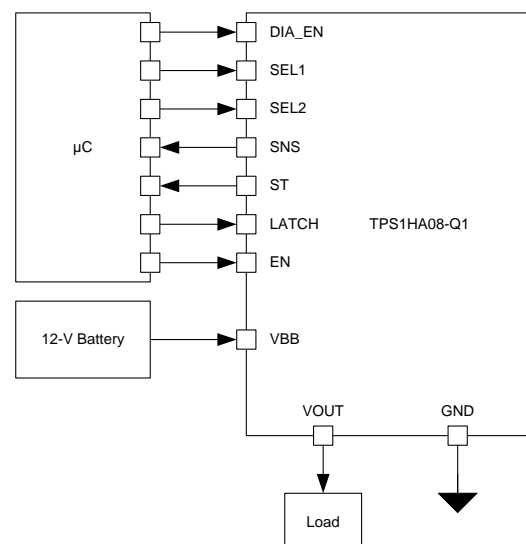 DIA_EN
SEL1
SEL2
µC
SNS
ST
LATCH
TPS1HA08-Q1
EN
12-V Battery
VBB
VOUT
GND
Load